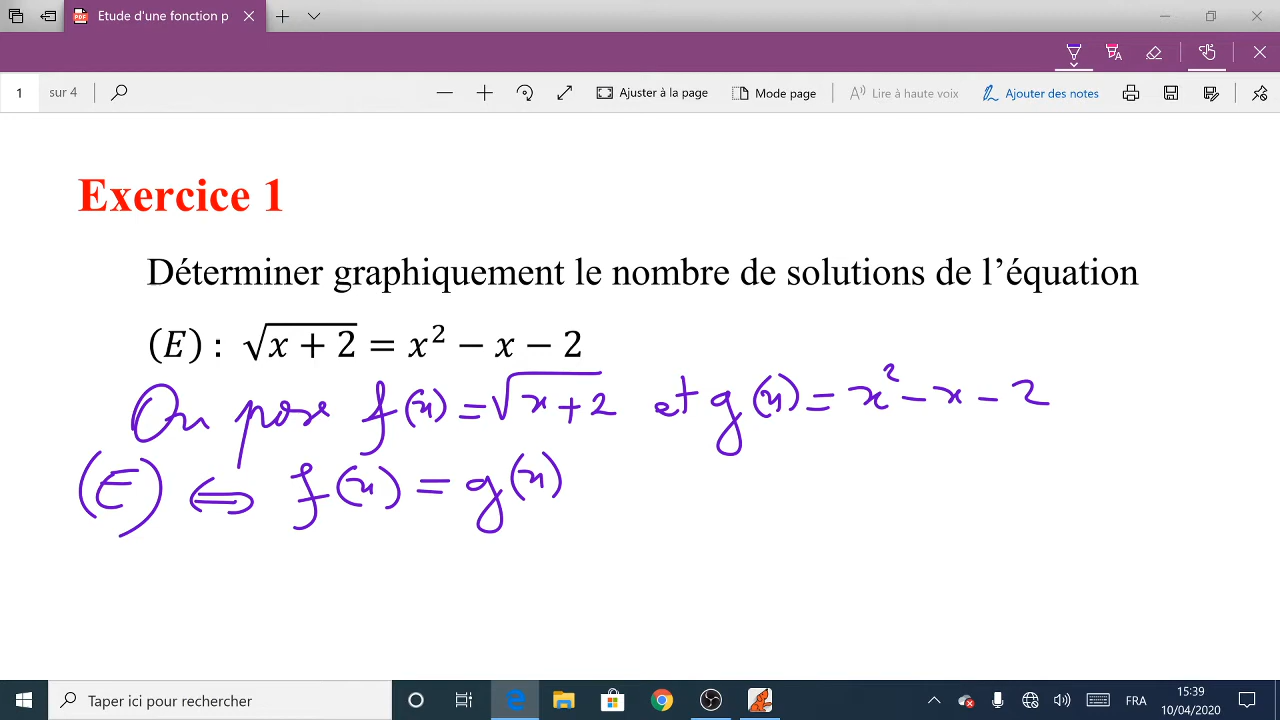 Etude d'une fonction p
1 sur 4 Ajuster à la page Mode page Lire à haute voix Ajouter des notes
Exercice 1
Déterminer graphiquement le nombre de solutions de l'équation
(E) : √(x + 2) = x² − x − 2
On pose f(x) = √(x+2) et g(x) = x² − x − 2
(E) ⟺ f(x) = g(x)
Taper ici pour rechercher
FRA
15:39
10/04/2020